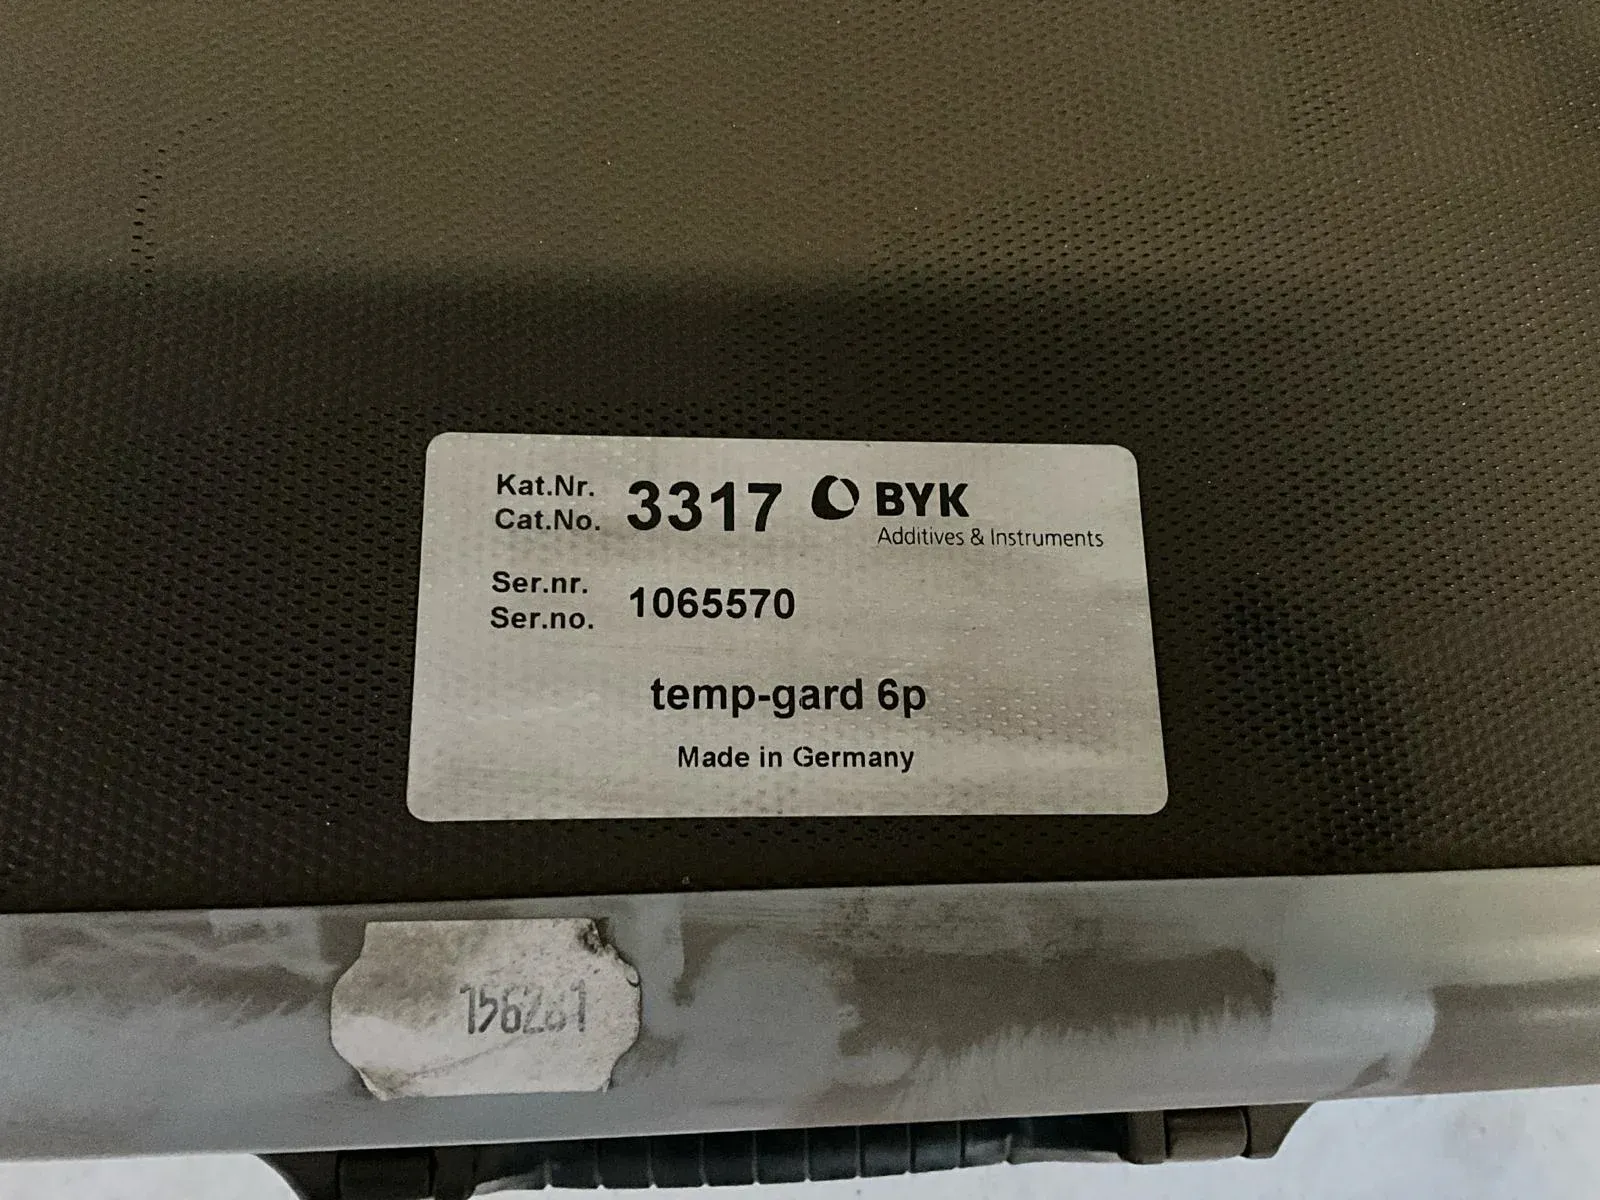 Kat.Nr.
Cat.No. 3317 BYK
Additives & Instruments
Ser.nr.
Ser.no. 1065570
temp-gard 6p
Made in Germany